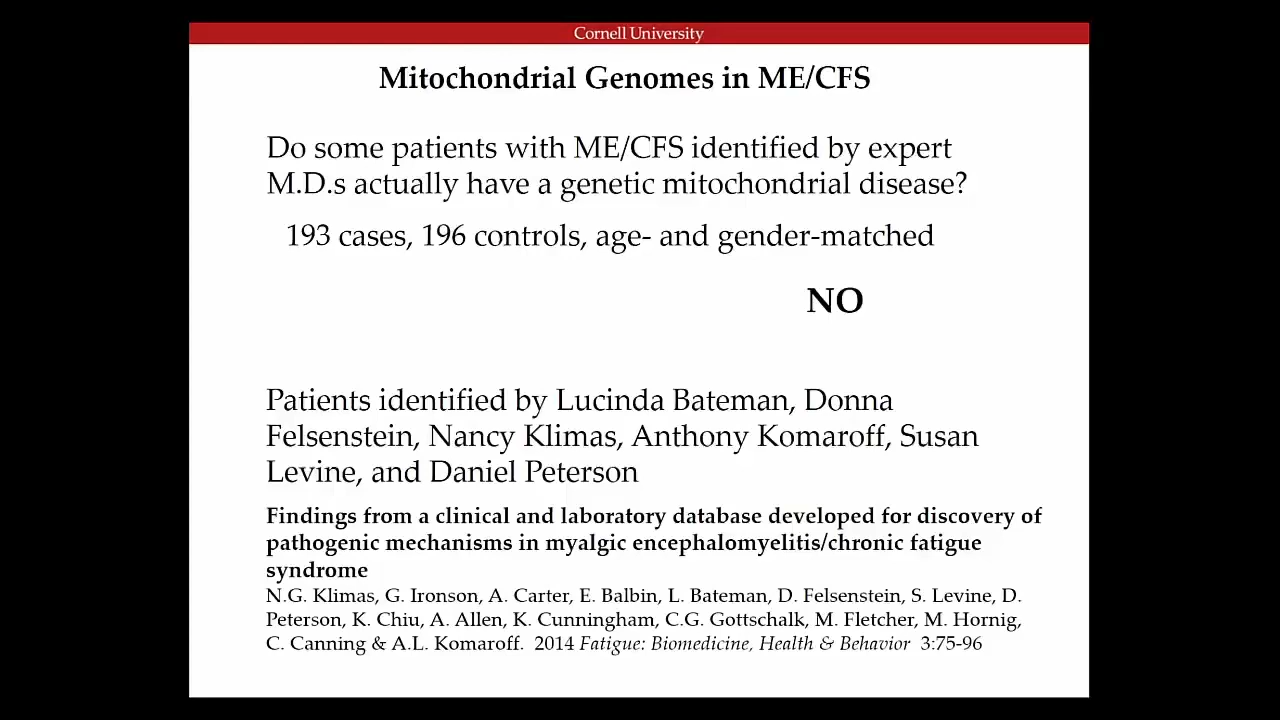 Cornell University
Mitochondrial Genomes in ME/CFS
Do some patients with ME/CFS identified by expert
M.D.s actually have a genetic mitochondrial disease?
193 cases, 196 controls, age- and gender-matched
NO
Patients identified by Lucinda Bateman, Donna
Felsenstein, Nancy Klimas, Anthony Komaroff, Susan
Levine, and Daniel Peterson
Findings from a clinical and laboratory database developed for discovery of
pathogenic mechanisms in myalgic encephalomyelitis/chronic fatigue
syndrome
N.G. Klimas, G. Ironson, A. Carter, E. Balbin, L. Bateman, D. Felsenstein, S. Levine, D.
Peterson, K. Chiu, A. Allen, K. Cunningham, C.G. Gottschalk, M. Fletcher, M. Hornig,
C. Canning & A.L. Komaroff.  2014 Fatigue: Biomedicine, Health & Behavior  3:75-96